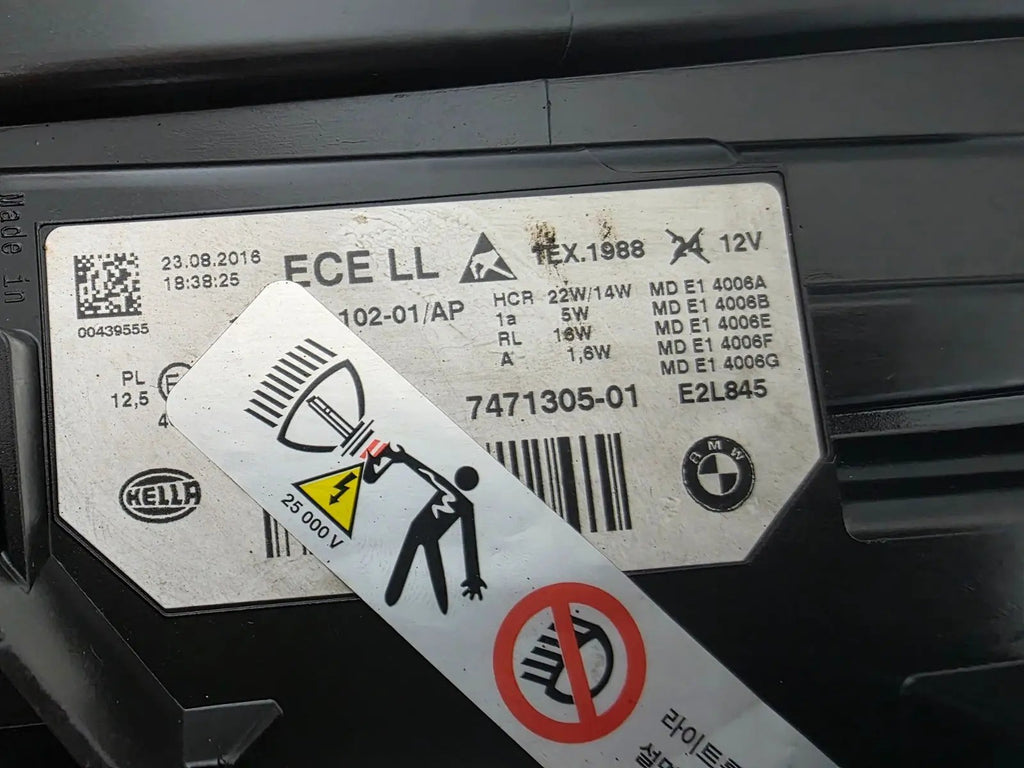 Made in
23.08.2016
18:38:25
00439555
ECE LL
1EX.1988
24 12V
102-01/AP
HCR 22W/14W
1a 5W
RL 16W
A 1,6W
MD E1 4006A
MD E1 4006B
MD E1 4006E
MD E1 4006F
MD E1 4006G
PL
12,5
E
4
7471305-01
E2L845
HELLA
BMW
25 000 V
라이트